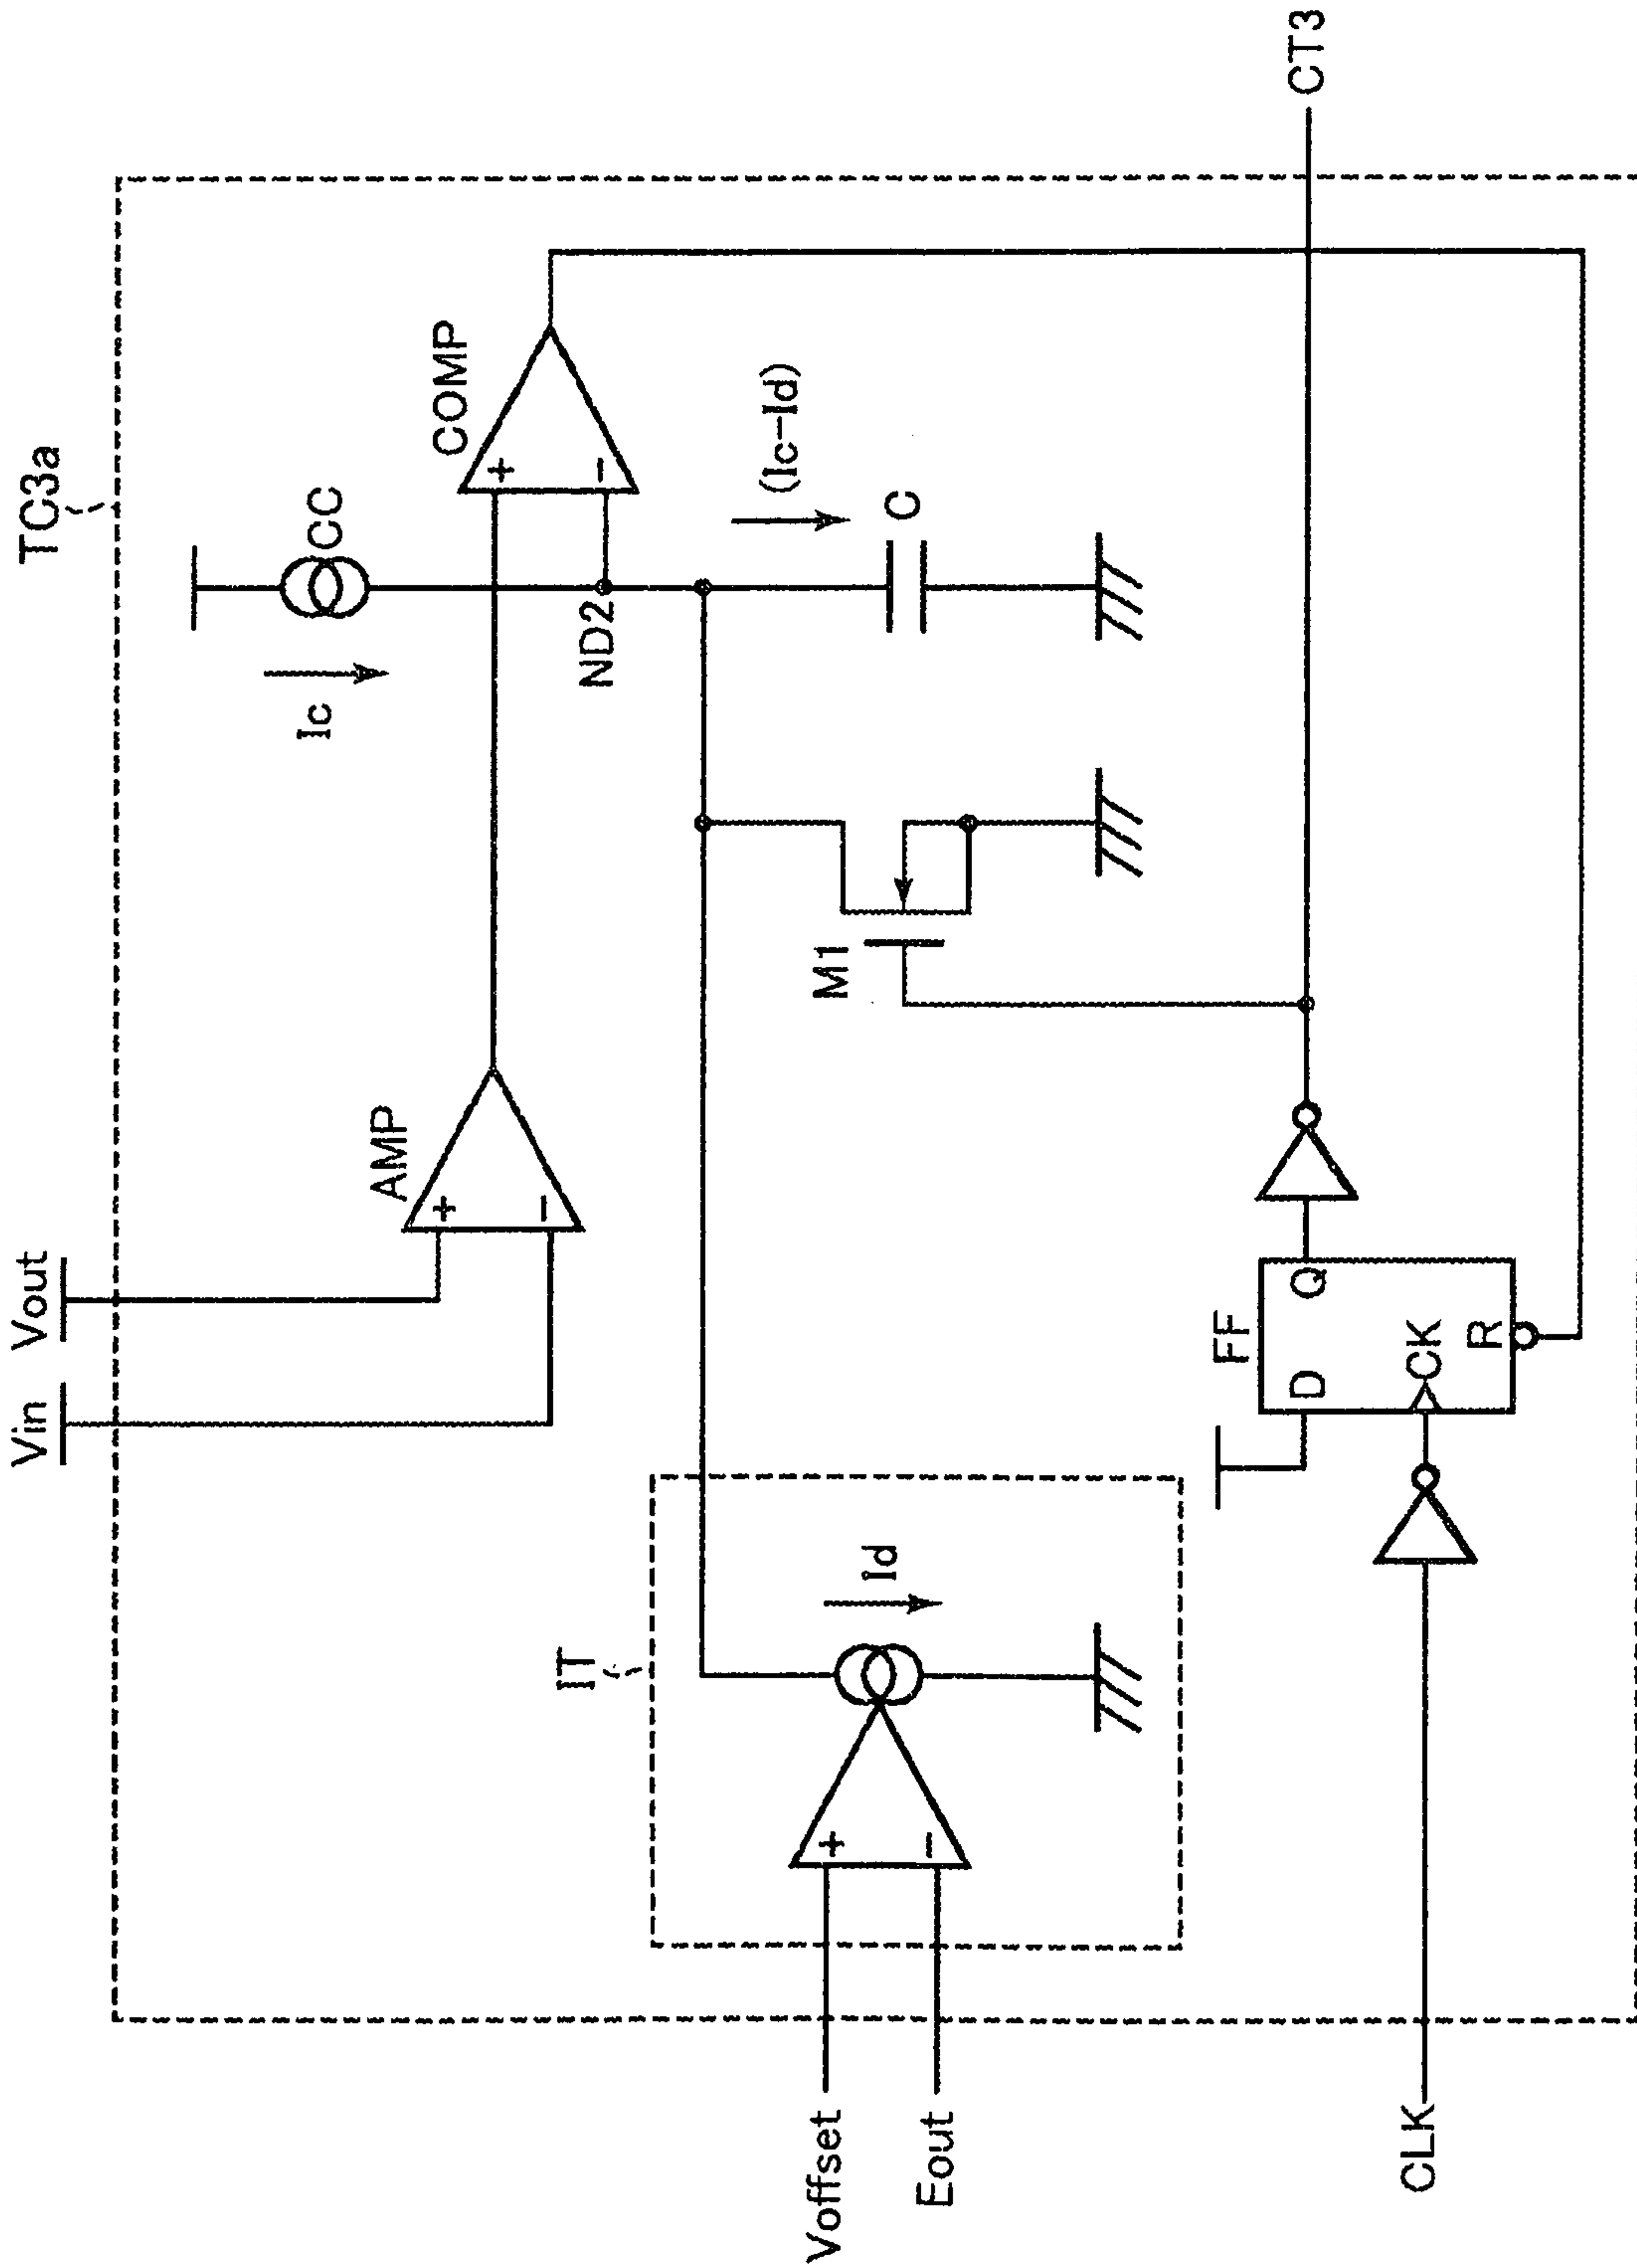 TC3a
Vin
Vout
AMP
+
−
COMP
+
−
CC
Ic
ND2
(Ic-Id)
C
M1
IT
Id
+
−
Voffset
Eout
FF
D
Q
CK
R
CLK
CT3